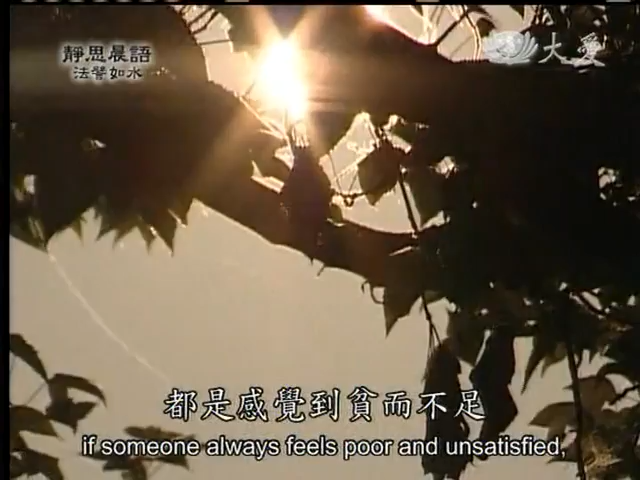 靜思晨語
法譬如水
大愛
都是感覺到貧而不足
if someone always feels poor and unsatisfied,